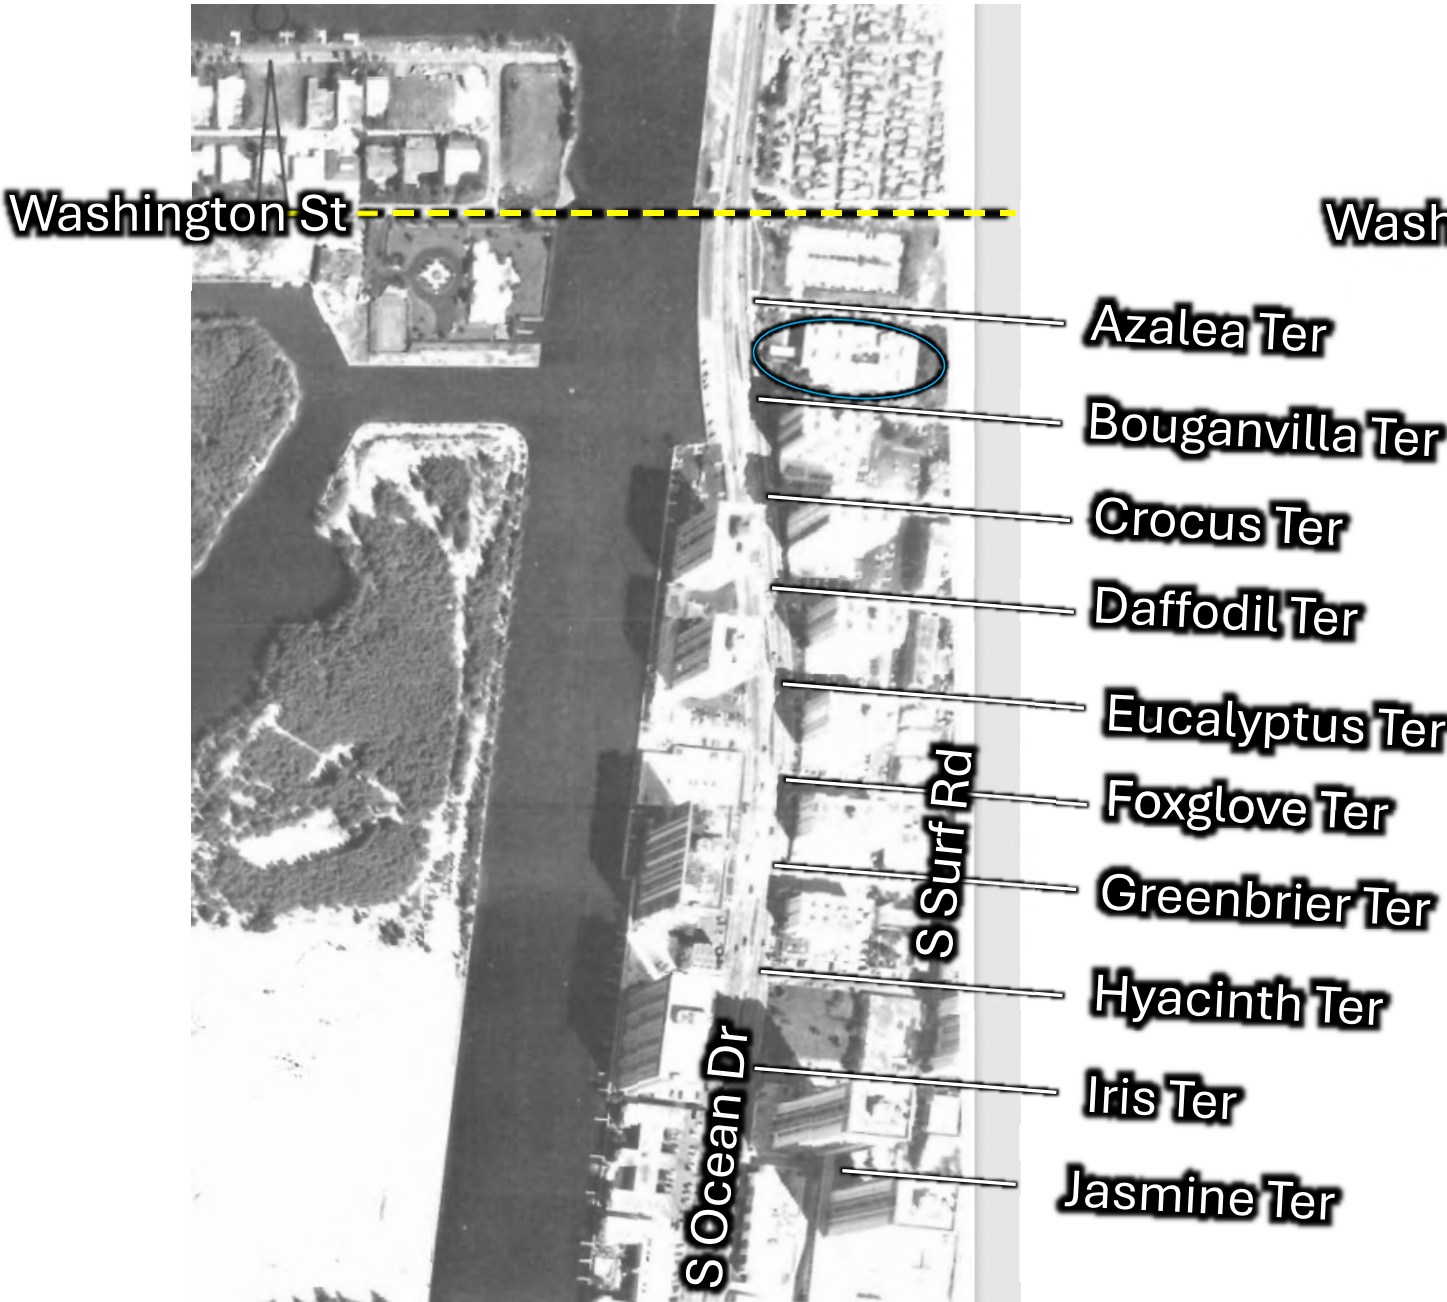 Washington St
Wash
Azalea Ter
Bouganvilla Ter
Crocus Ter
Daffodil Ter
Eucalyptus Ter
S Surf Rd
Foxglove Ter
Greenbrier Ter
Hyacinth Ter
S Ocean Dr
Iris Ter
Jasmine Ter